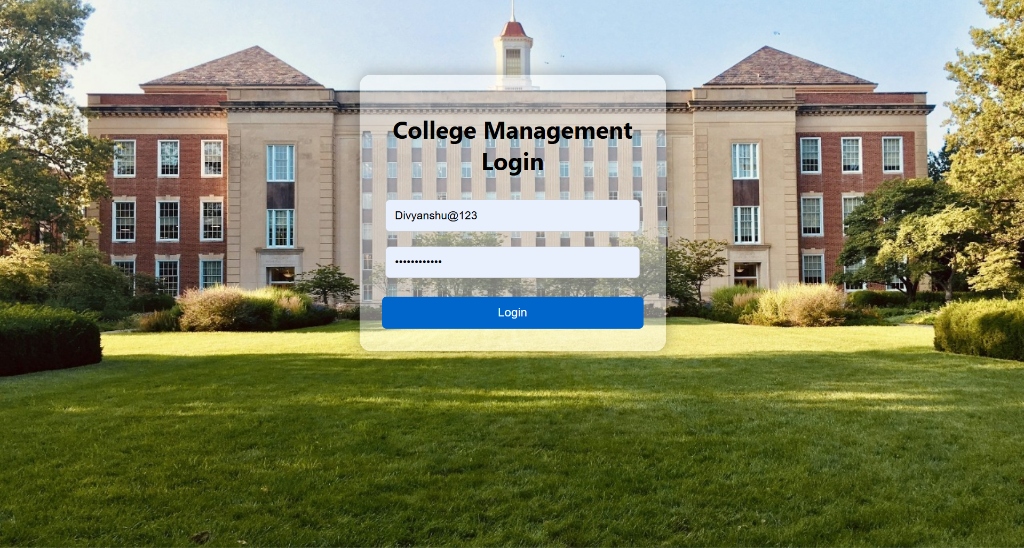 College Management
Login
Divyanshu@123
••••••••••••
Login